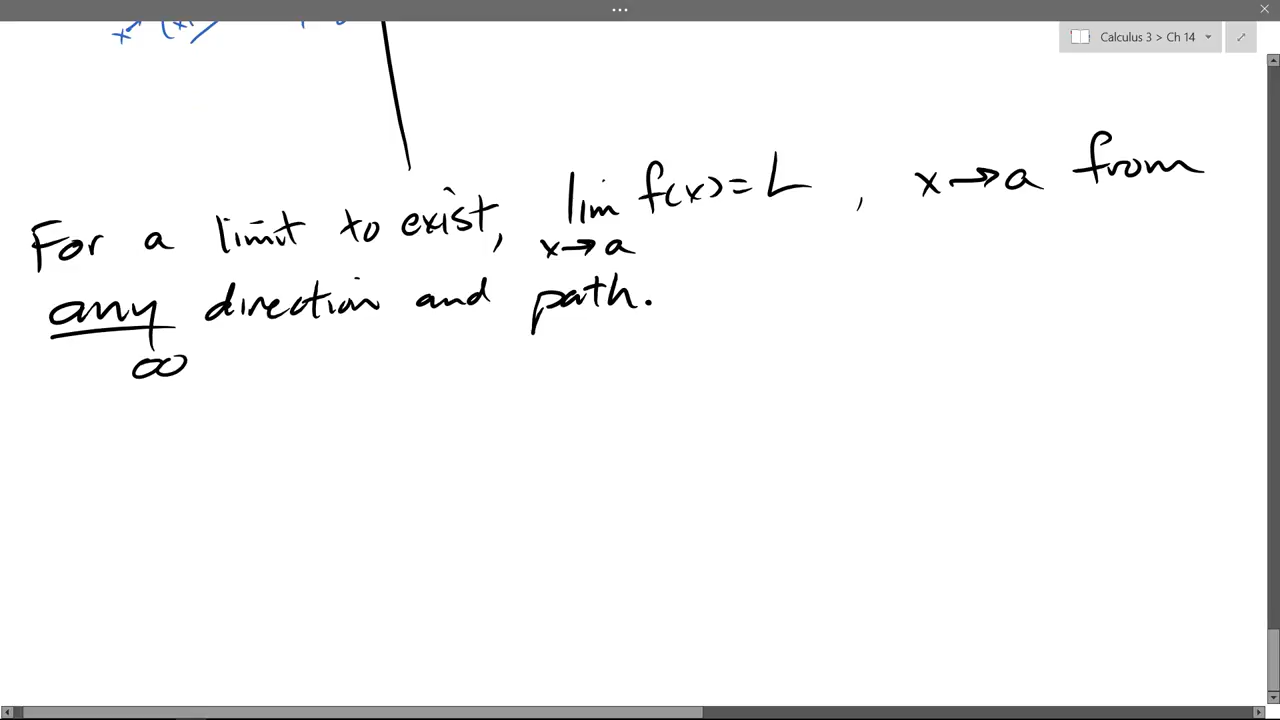 Calculus 3 > Ch 14
For a limit to exist, lim f(x) = L , x→a from
x→a
any direction and path.
∞